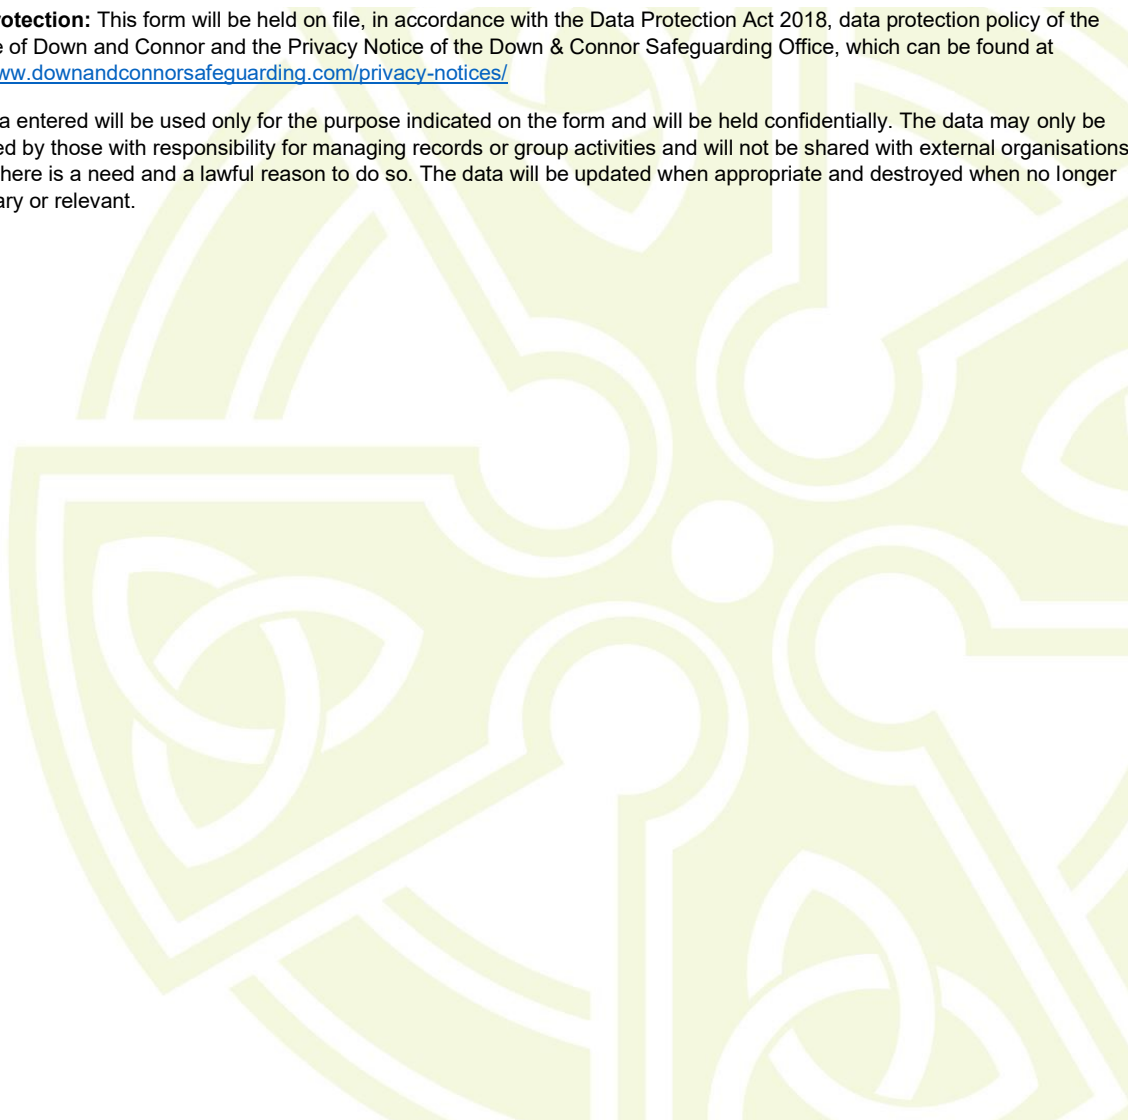 otection: This form will be held on file, in accordance with the Data Protection Act 2018, data protection policy of the
e of Down and Connor and the Privacy Notice of the Down & Connor Safeguarding Office, which can be found at
ww.downandconnorsafeguarding.com/privacy-notices/
a entered will be used only for the purpose indicated on the form and will be held confidentially. The data may only be
ed by those with responsibility for managing records or group activities and will not be shared with external organisations
here is a need and a lawful reason to do so. The data will be updated when appropriate and destroyed when no longer
ary or relevant.